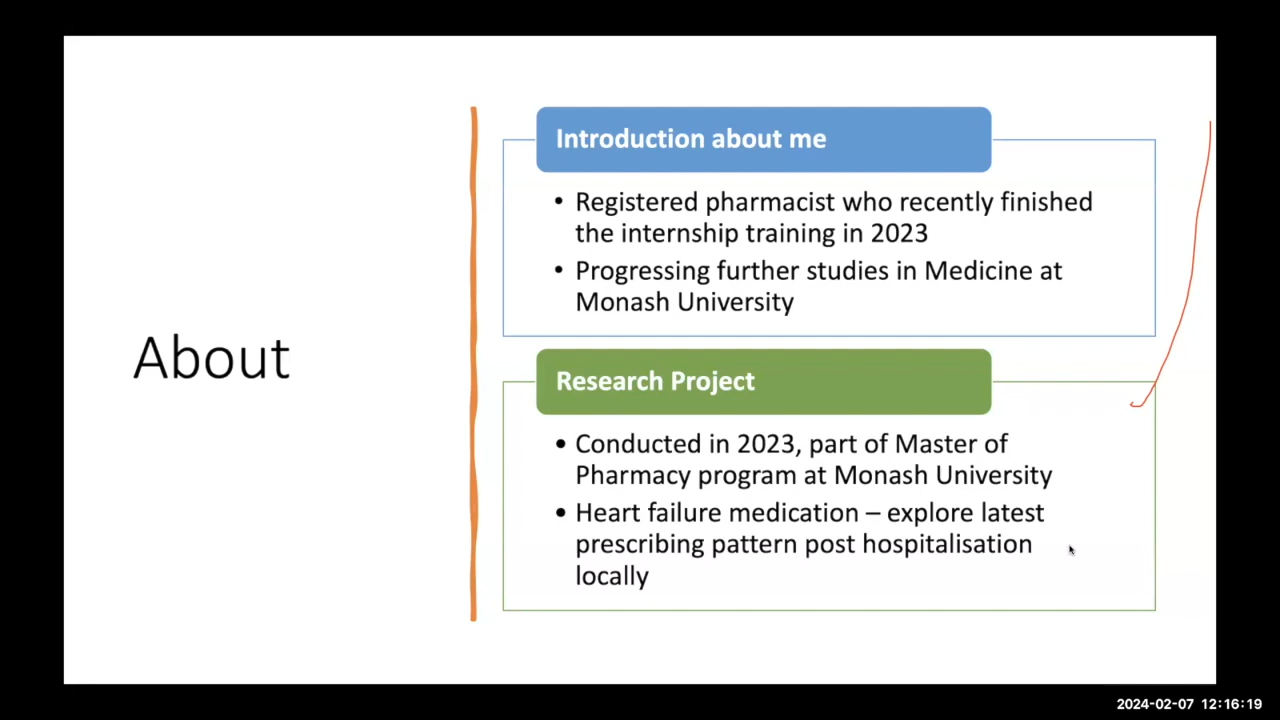 About
Introduction about me
• Registered pharmacist who recently finished
the internship training in 2023
• Progressing further studies in Medicine at
Monash University
Research Project
• Conducted in 2023, part of Master of
Pharmacy program at Monash University
• Heart failure medication – explore latest
prescribing pattern post hospitalisation
locally
2024-02-07 12:16:19